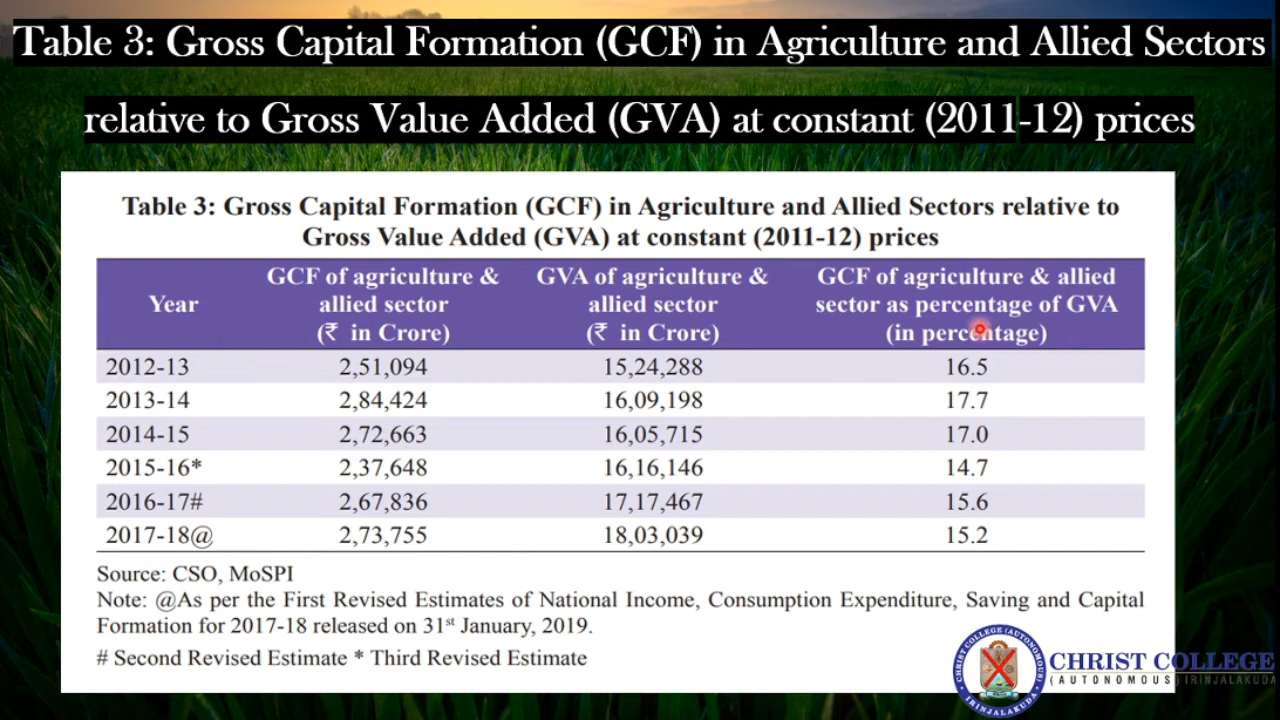 Table 3: Gross Capital Formation (GCF) in Agriculture and Allied Sectors
relative to Gross Value Added (GVA) at constant (2011-12) prices
Table 3: Gross Capital Formation (GCF) in Agriculture and Allied Sectors relative to
Gross Value Added (GVA) at constant (2011-12) prices
Year
GCF of agriculture &
allied sector
(₹ in Crore)
GVA of agriculture &
allied sector
(₹ in Crore)
GCF of agriculture & allied
sector as percentage of GVA
(in percentage)
2012-13 2,51,094 15,24,288 16.5
2013-14 2,84,424 16,09,198 17.7
2014-15 2,72,663 16,05,715 17.0
2015-16* 2,37,648 16,16,146 14.7
2016-17# 2,67,836 17,17,467 15.6
2017-18@ 2,73,755 18,03,039 15.2
Source: CSO, MoSPI
Note: @As per the First Revised Estimates of National Income, Consumption Expenditure, Saving and Capital
Formation for 2017-18 released on 31st January, 2019.
# Second Revised Estimate * Third Revised Estimate
CHRIST COLLEGE (AUTONOMOUS)
IRINJALAKUDA
CHRIST COLLEGE
(AUTONOMOUS) IRINJALAKUDA